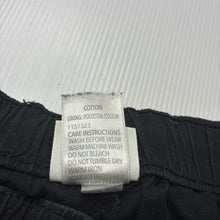 COTTON
LINING: POLYESTER/COTTON
1157323
CARE INSTRUCTIONS
WASH BEFORE WEAR
WARM MACHINE WASH
DO NOT BLEACH
DO NOT TUMBLE DRY
WARM IRON